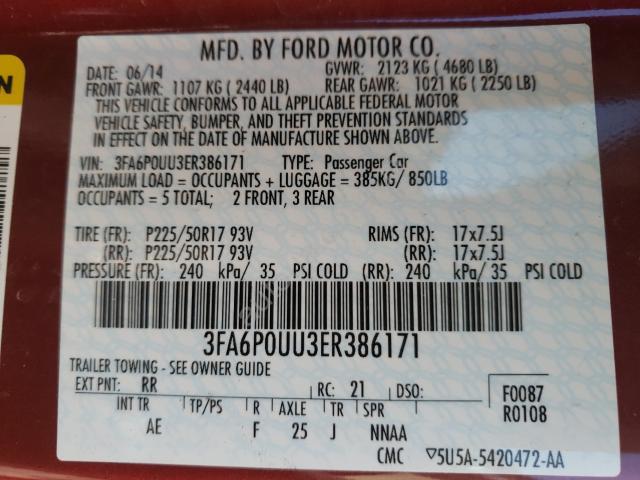 N
MFD. BY FORD MOTOR CO.
DATE: 06/14 GVWR: 2123 KG ( 4680 LB)
FRONT GAWR: 1107 KG ( 2440 LB) REAR GAWR: 1021 KG ( 2250 LB)
THIS VEHICLE CONFORMS TO ALL APPLICABLE FEDERAL MOTOR
VEHICLE SAFETY, BUMPER, AND THEFT PREVENTION STANDARDS
IN EFFECT ON THE DATE OF MANUFACTURE SHOWN ABOVE.
VIN: 3FA6P0UU3ER386171 TYPE: Passenger Car
MAXIMUM LOAD = OCCUPANTS + LUGGAGE = 385KG/ 850LB
OCCUPANTS = 5 TOTAL; 2 FRONT, 3 REAR
TIRE (FR): P225/50R17 93V RIMS (FR): 17x7.5J
(RR): P225/50R17 93V (RR): 17x7.5J
PRESSURE (FR): 240 kPa/ 35 PSI COLD (RR): 240 kPa/ 35 PSI COLD
3FA6P0UU3ER386171
TRAILER TOWING - SEE OWNER GUIDE
EXT PNT: RR RC: 21 DSO: F0087
INT TR TP/PS R AXLE TR SPR R0108
AE F 25 J NNAA
CMC ▽5U5A-5420472-AA